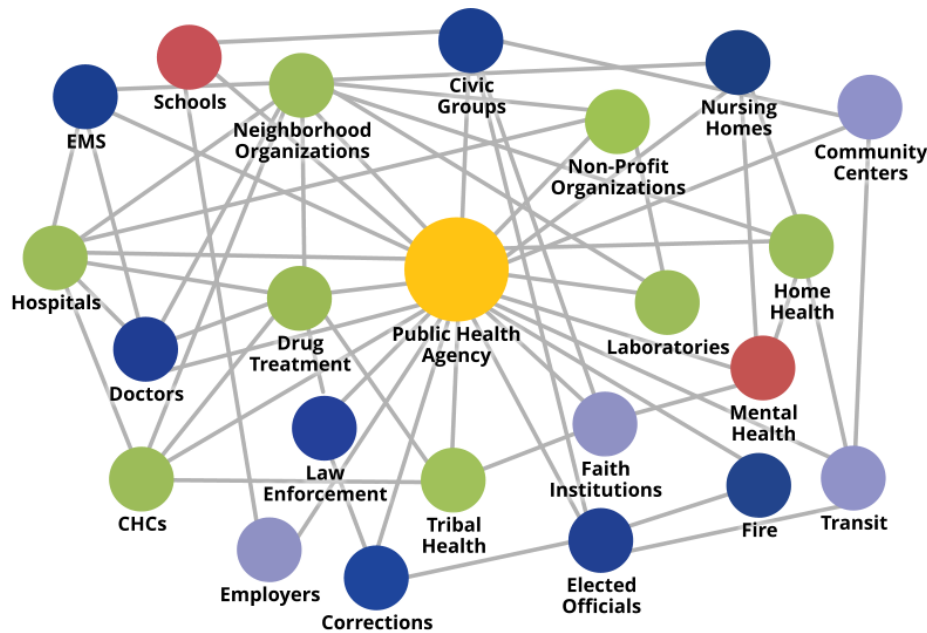 Schools
Civic
Groups
EMS
Neighborhood
Organizations
Nursing
Homes
Non-Profit
Organizations
Community
Centers
Hospitals
Home
Health
Public Health
Agency
Drug
Treatment
Laboratories
Doctors
Mental
Health
Law
Enforcement
Faith
Institutions
CHCs
Tribal
Health
Fire
Transit
Employers
Elected
Officials
Corrections